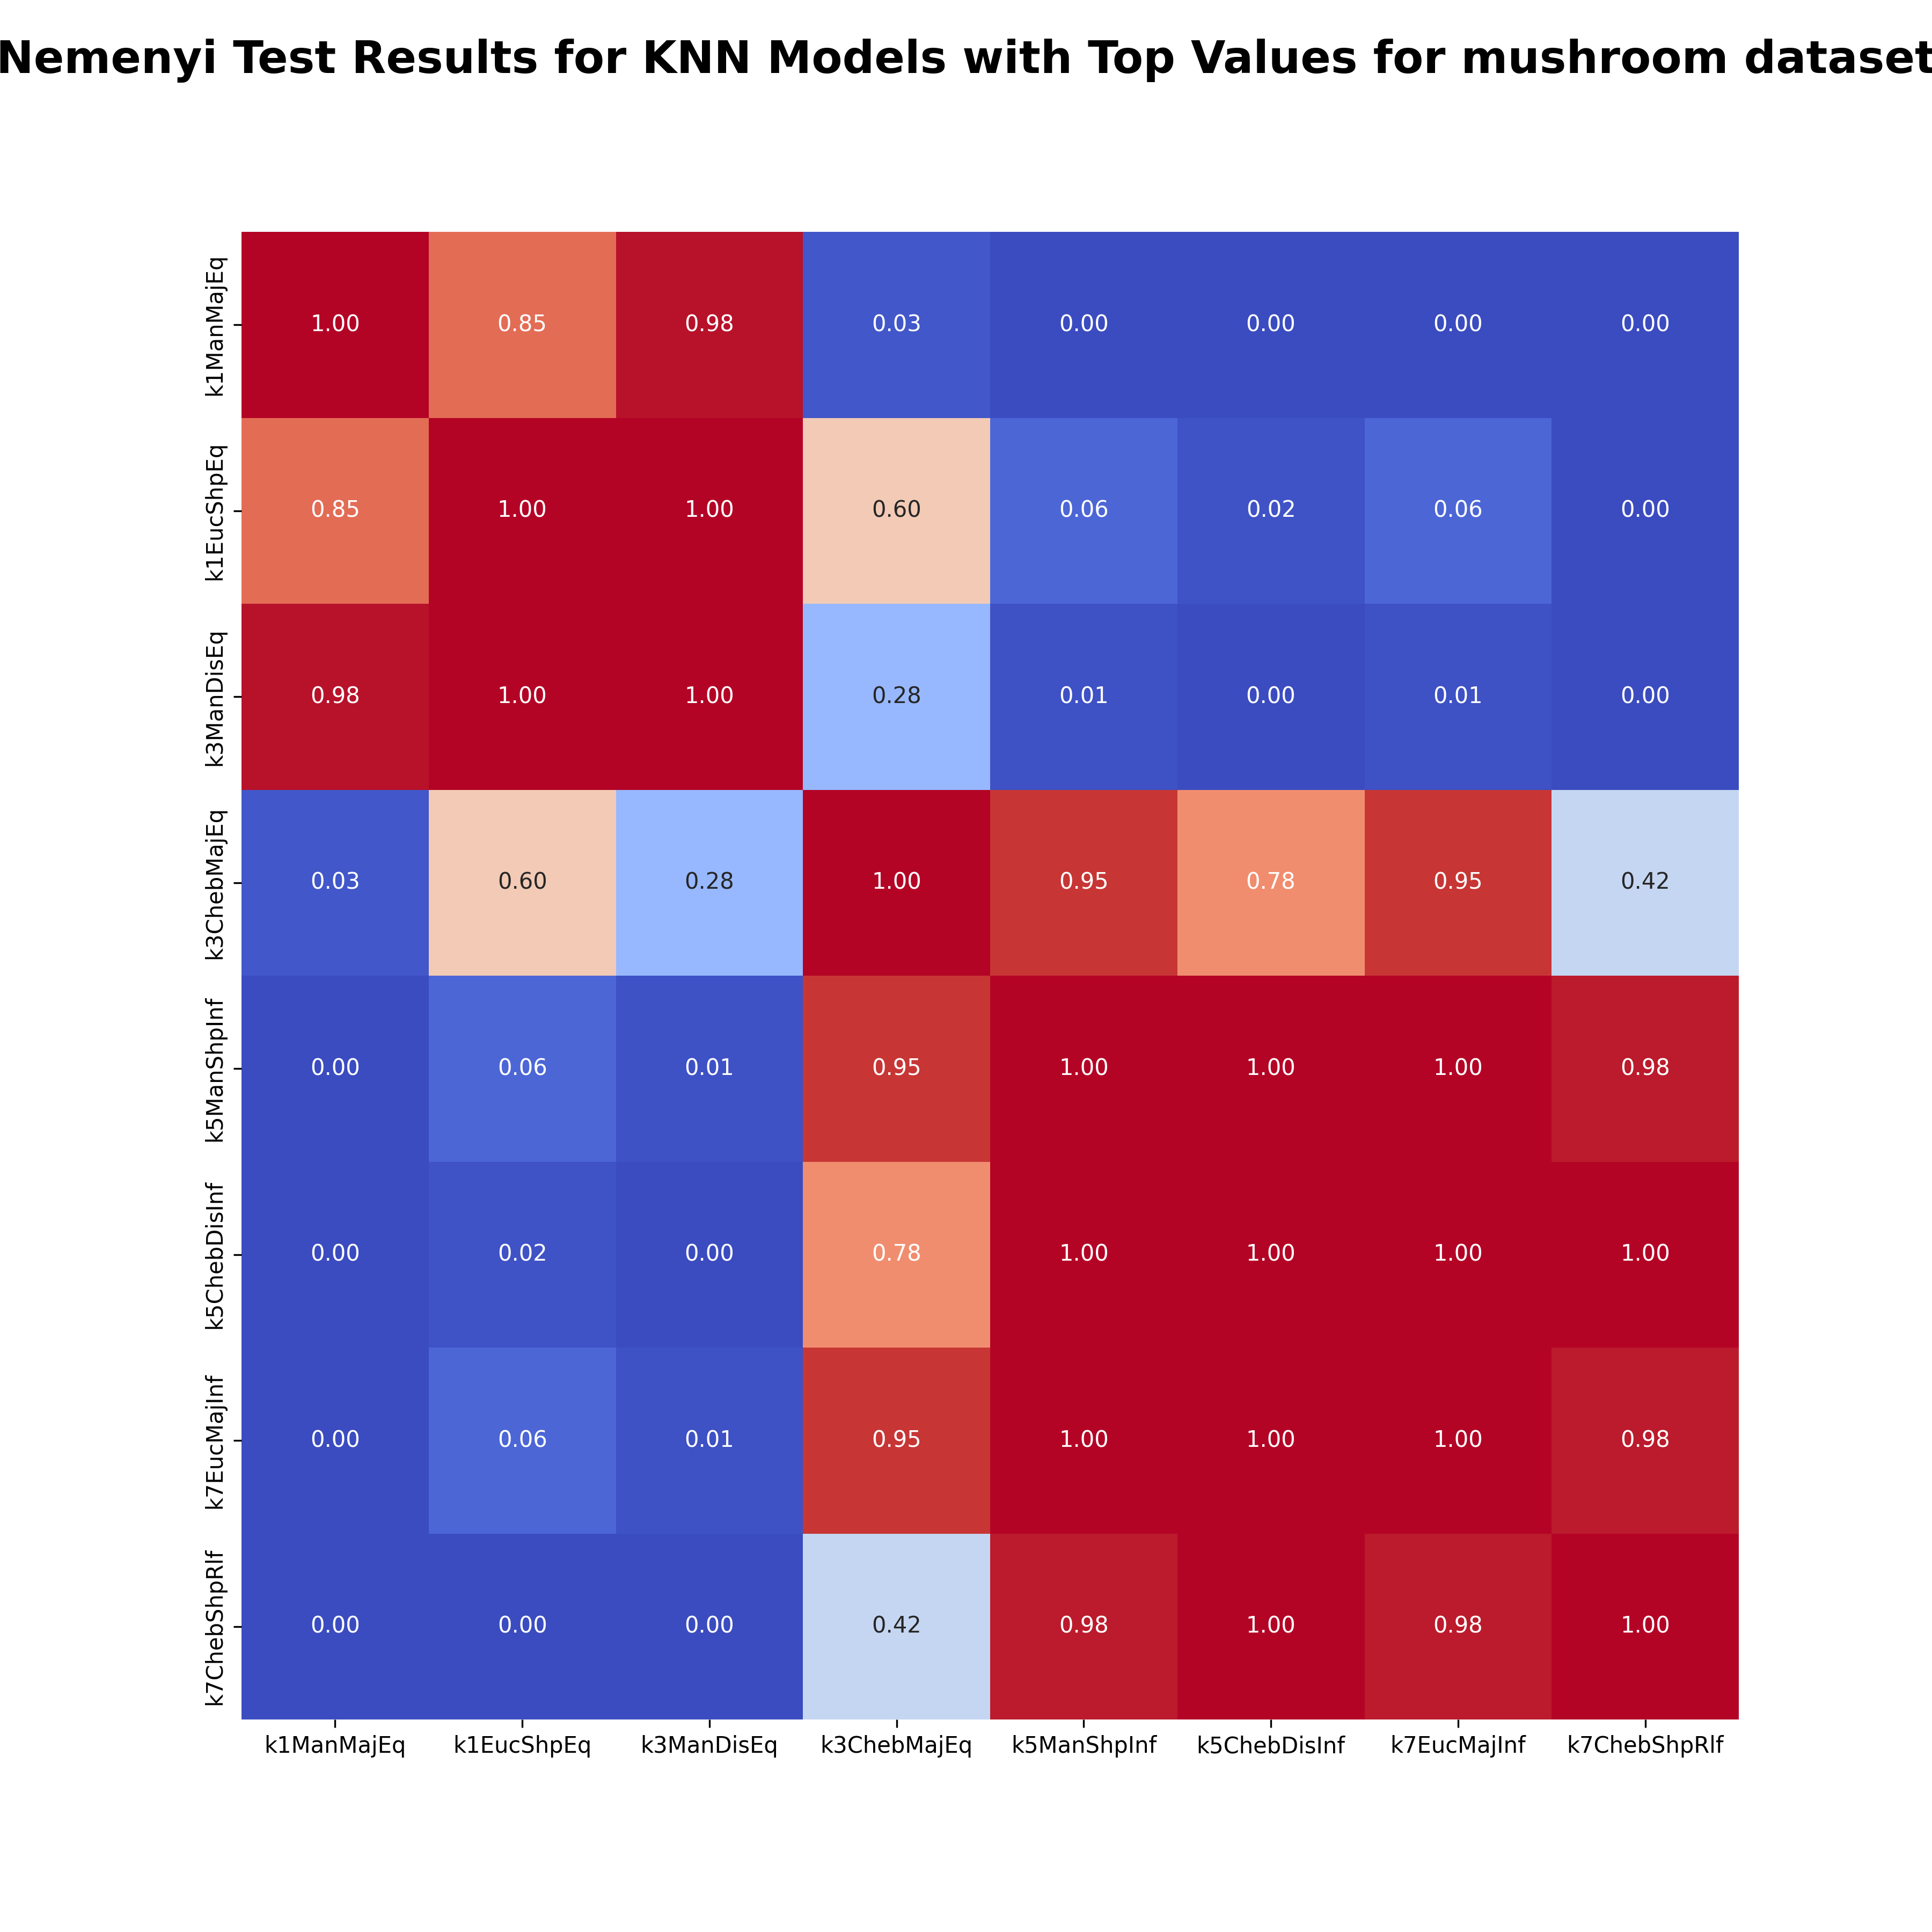 Nemenyi Test Results for KNN Models with Top Values for mushroom dataset
k1ManMajEq 1.00 0.85 0.98 0.03 0.00 0.00 0.00 0.00
k1EucShpEq 0.85 1.00 1.00 0.60 0.06 0.02 0.06 0.00
k3ManDisEq 0.98 1.00 1.00 0.28 0.01 0.00 0.01 0.00
k3ChebMajEq 0.03 0.60 0.28 1.00 0.95 0.78 0.95 0.42
k5ManShpInf 0.00 0.06 0.01 0.95 1.00 1.00 1.00 0.98
k5ChebDisInf 0.00 0.02 0.00 0.78 1.00 1.00 1.00 1.00
k7EucMajInf 0.00 0.06 0.01 0.95 1.00 1.00 1.00 0.98
k7ChebShpRlf 0.00 0.00 0.00 0.42 0.98 1.00 0.98 1.00
k1ManMajEq k1EucShpEq k3ManDisEq k3ChebMajEq k5ManShpInf k5ChebDisInf k7EucMajInf k7ChebShpRlf